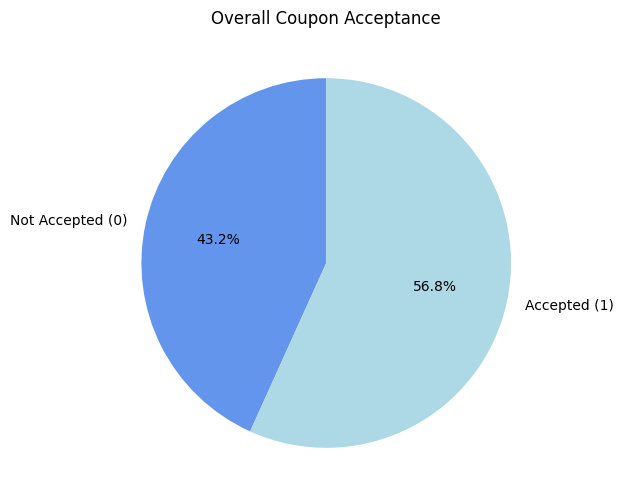 Overall Coupon Acceptance
Not Accepted (0)
43.2%
56.8%
Accepted (1)